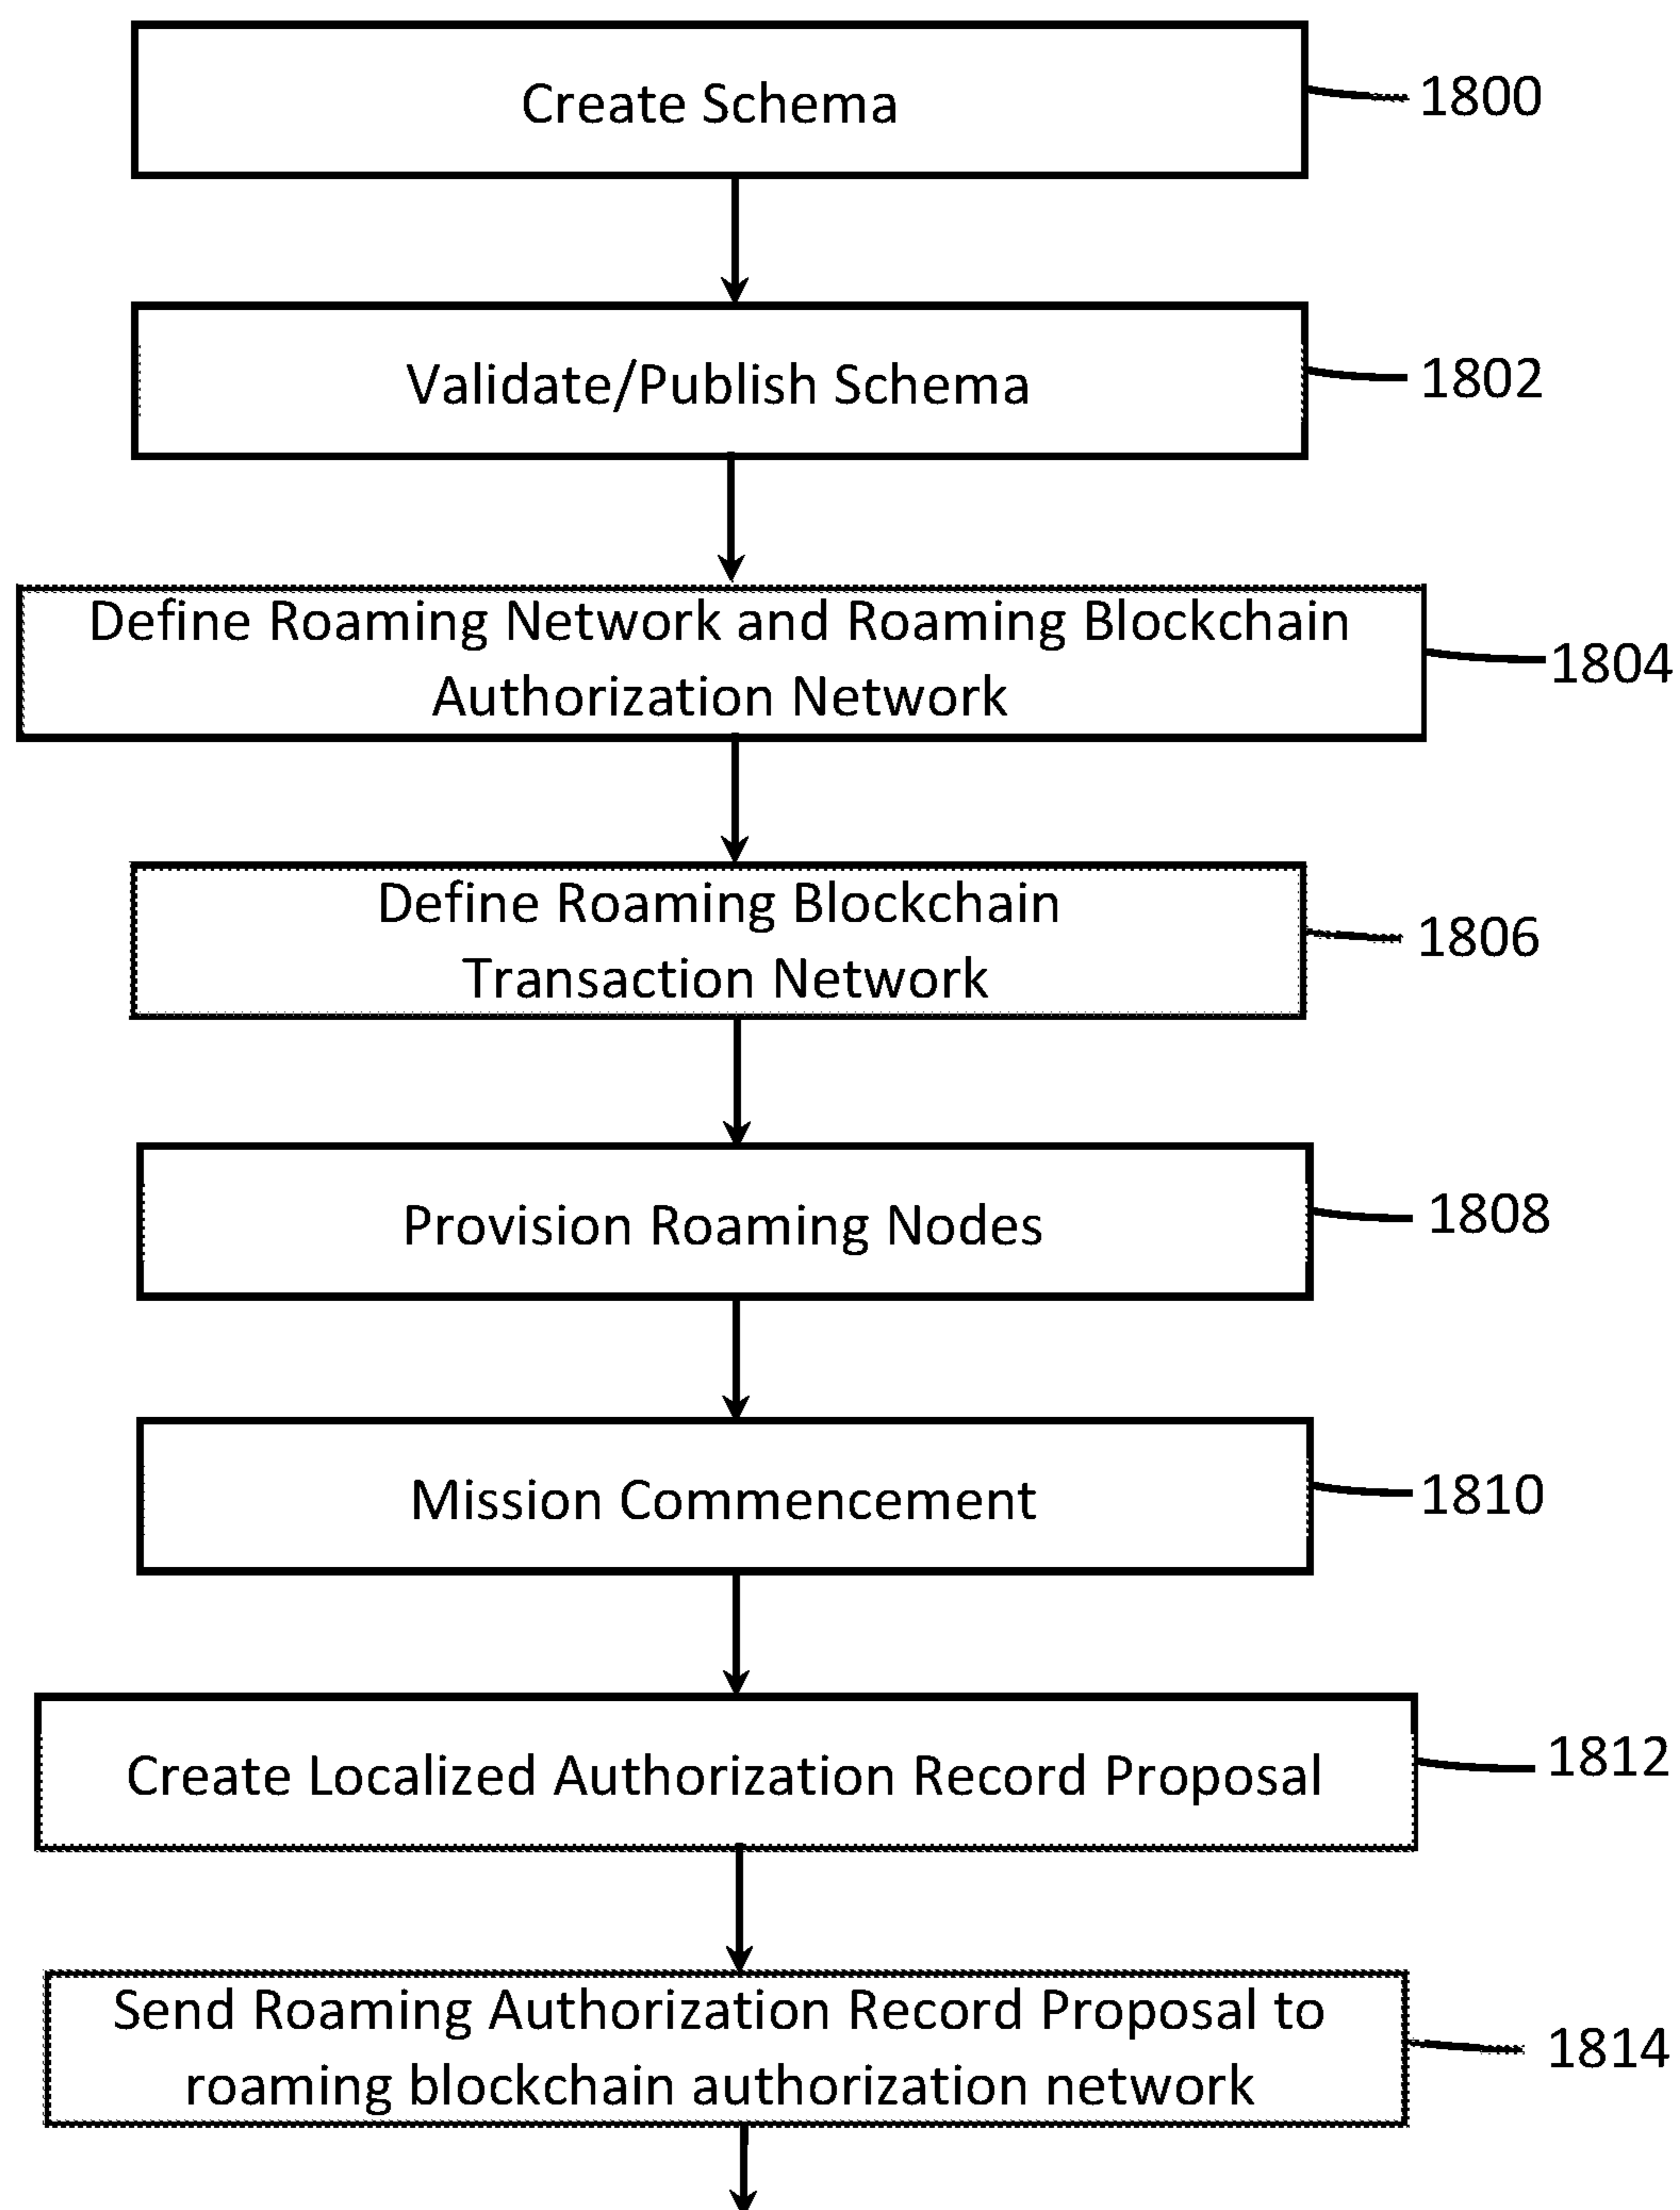 Create Schema
1800
Validate/Publish Schema
1802
Define Roaming Network and Roaming Blockchain
Authorization Network
1804
Define Roaming Blockchain
Transaction Network
1806
Provision Roaming Nodes
1808
Mission Commencement
1810
Create Localized Authorization Record Proposal
1812
Send Roaming Authorization Record Proposal to
roaming blockchain authorization network
1814